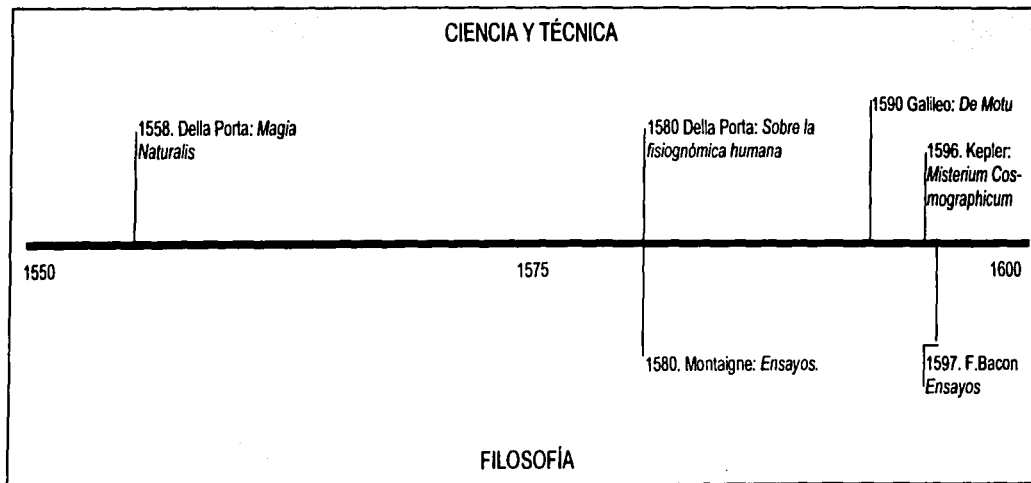 CIENCIA Y TÉCNICA
1558. Della Porta: Magia
Naturalis
1580 Della Porta: Sobre la
fisiognómica humana
1590 Galileo: De Motu
1596. Kepler:
Misterium Cos-
mographicum
1550
1575
1600
1580. Montaigne: Ensayos.
1597. F.Bacon
Ensayos
FILOSOFÍA